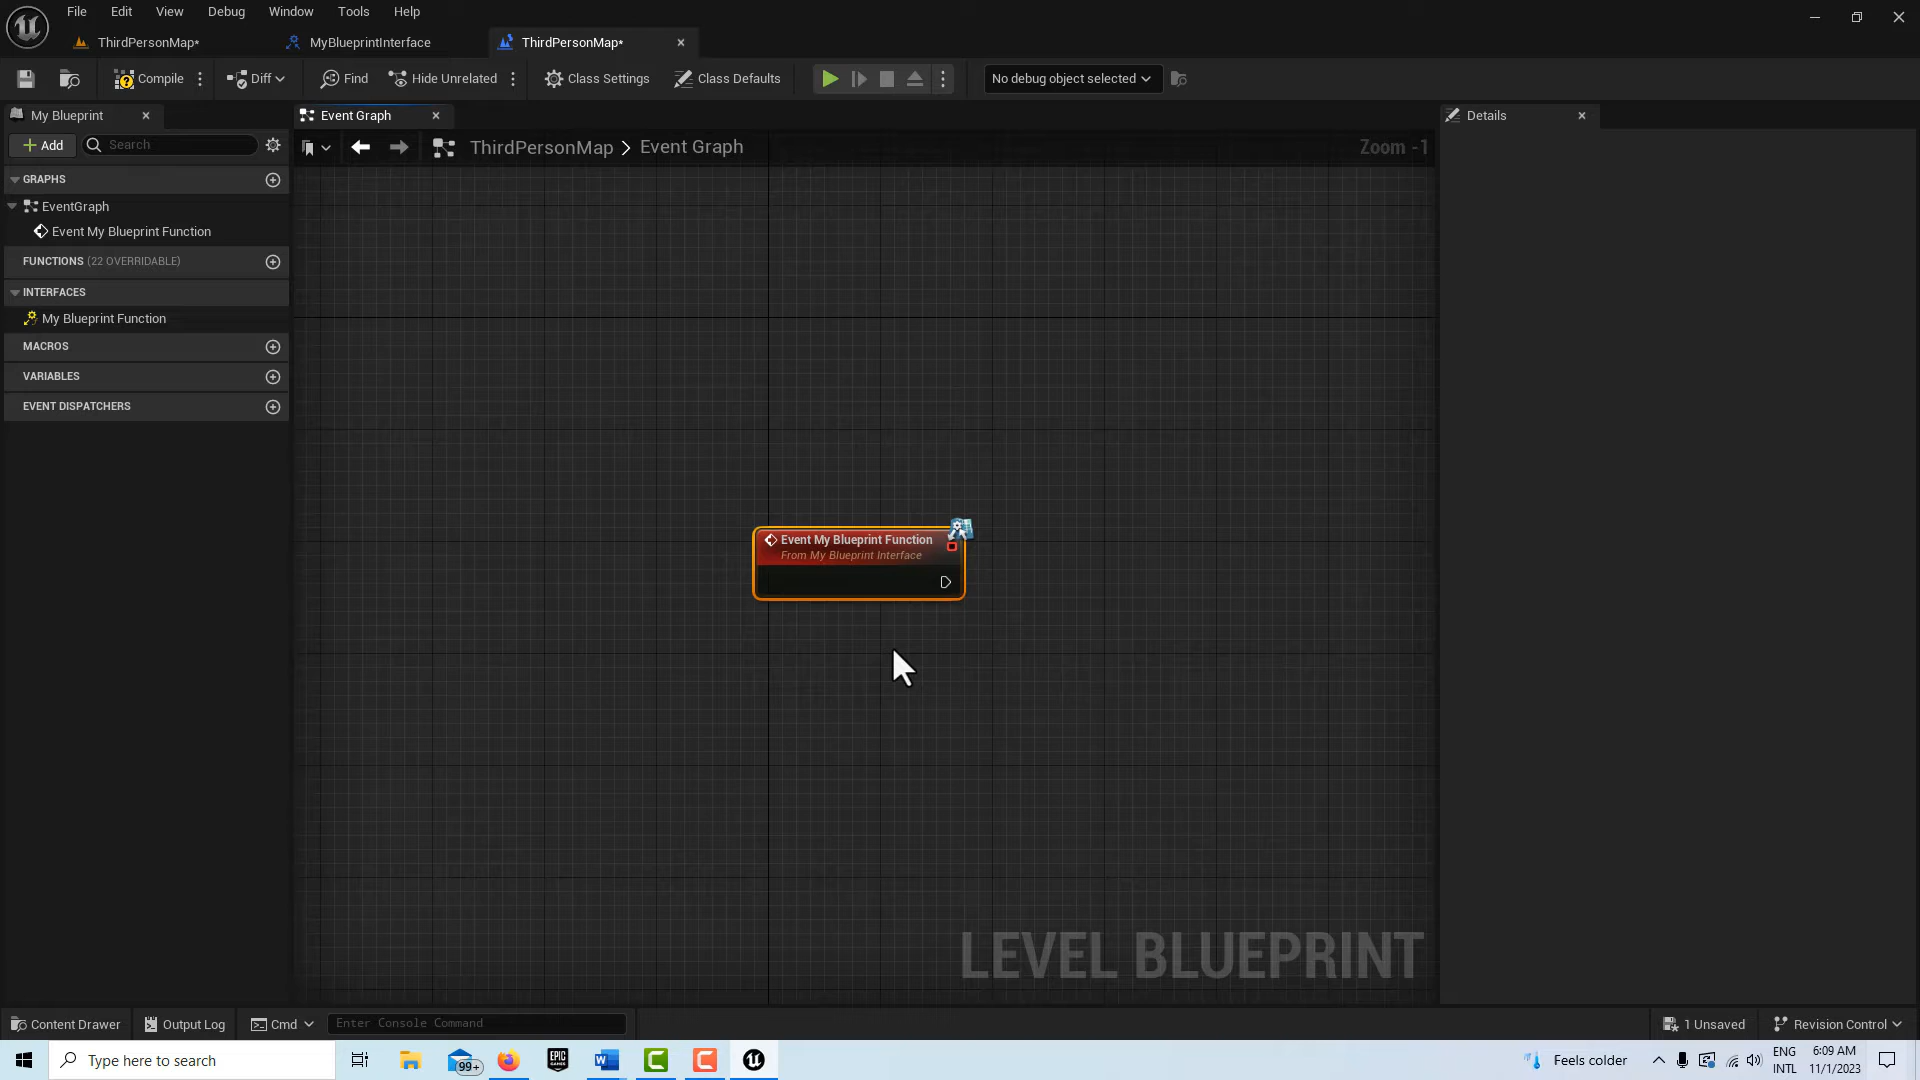 File Edit View Debug Window Tools Help
ThirdPersonMap* MyBlueprintInterface ThirdPersonMap*
Compile Diff Find Hide Unrelated Class Settings Class Defaults No debug object selected
My Blueprint Event Graph Details
Add Search ThirdPersonMap > Event Graph Zoom -1
GRAPHS
EventGraph
Event My Blueprint Function
FUNCTIONS (22 OVERRIDABLE)
INTERFACES
My Blueprint Function
MACROS
VARIABLES
EVENT DISPATCHERS
Event My Blueprint Function
From My Blueprint Interface
LEVEL BLUEPRINT
Content Drawer Output Log Cmd Enter Console Command 1 Unsaved Revision Control
Type here to search 99+ EPIC GAMES Feels colder ENG INTL 6:09 AM 11/1/2023